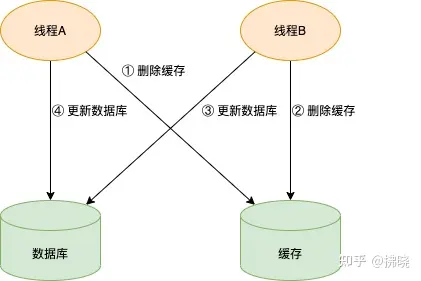 线程A
线程B
① 删除缓存
④ 更新数据库
③ 更新数据库
② 删除缓存
数据库
缓存
知乎 @拂晓